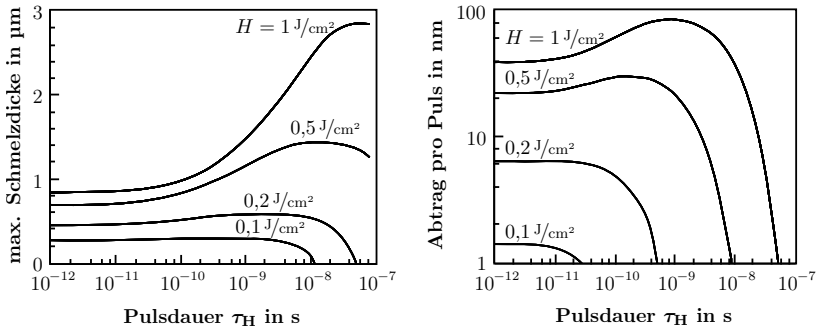 max. Schmelzdicke in µm
3
2
1
0
H = 1 J/cm²
0,5 J/cm²
0,2 J/cm²
0,1 J/cm²
10⁻¹² 10⁻¹¹ 10⁻¹⁰ 10⁻⁹ 10⁻⁸ 10⁻⁷
Pulsdauer τ_H in s
Abtrag pro Puls in nm
100
10
1
H = 1 J/cm²
0,5 J/cm²
0,2 J/cm²
0,1 J/cm²
10⁻¹² 10⁻¹¹ 10⁻¹⁰ 10⁻⁹ 10⁻⁸ 10⁻⁷
Pulsdauer τ_H in s